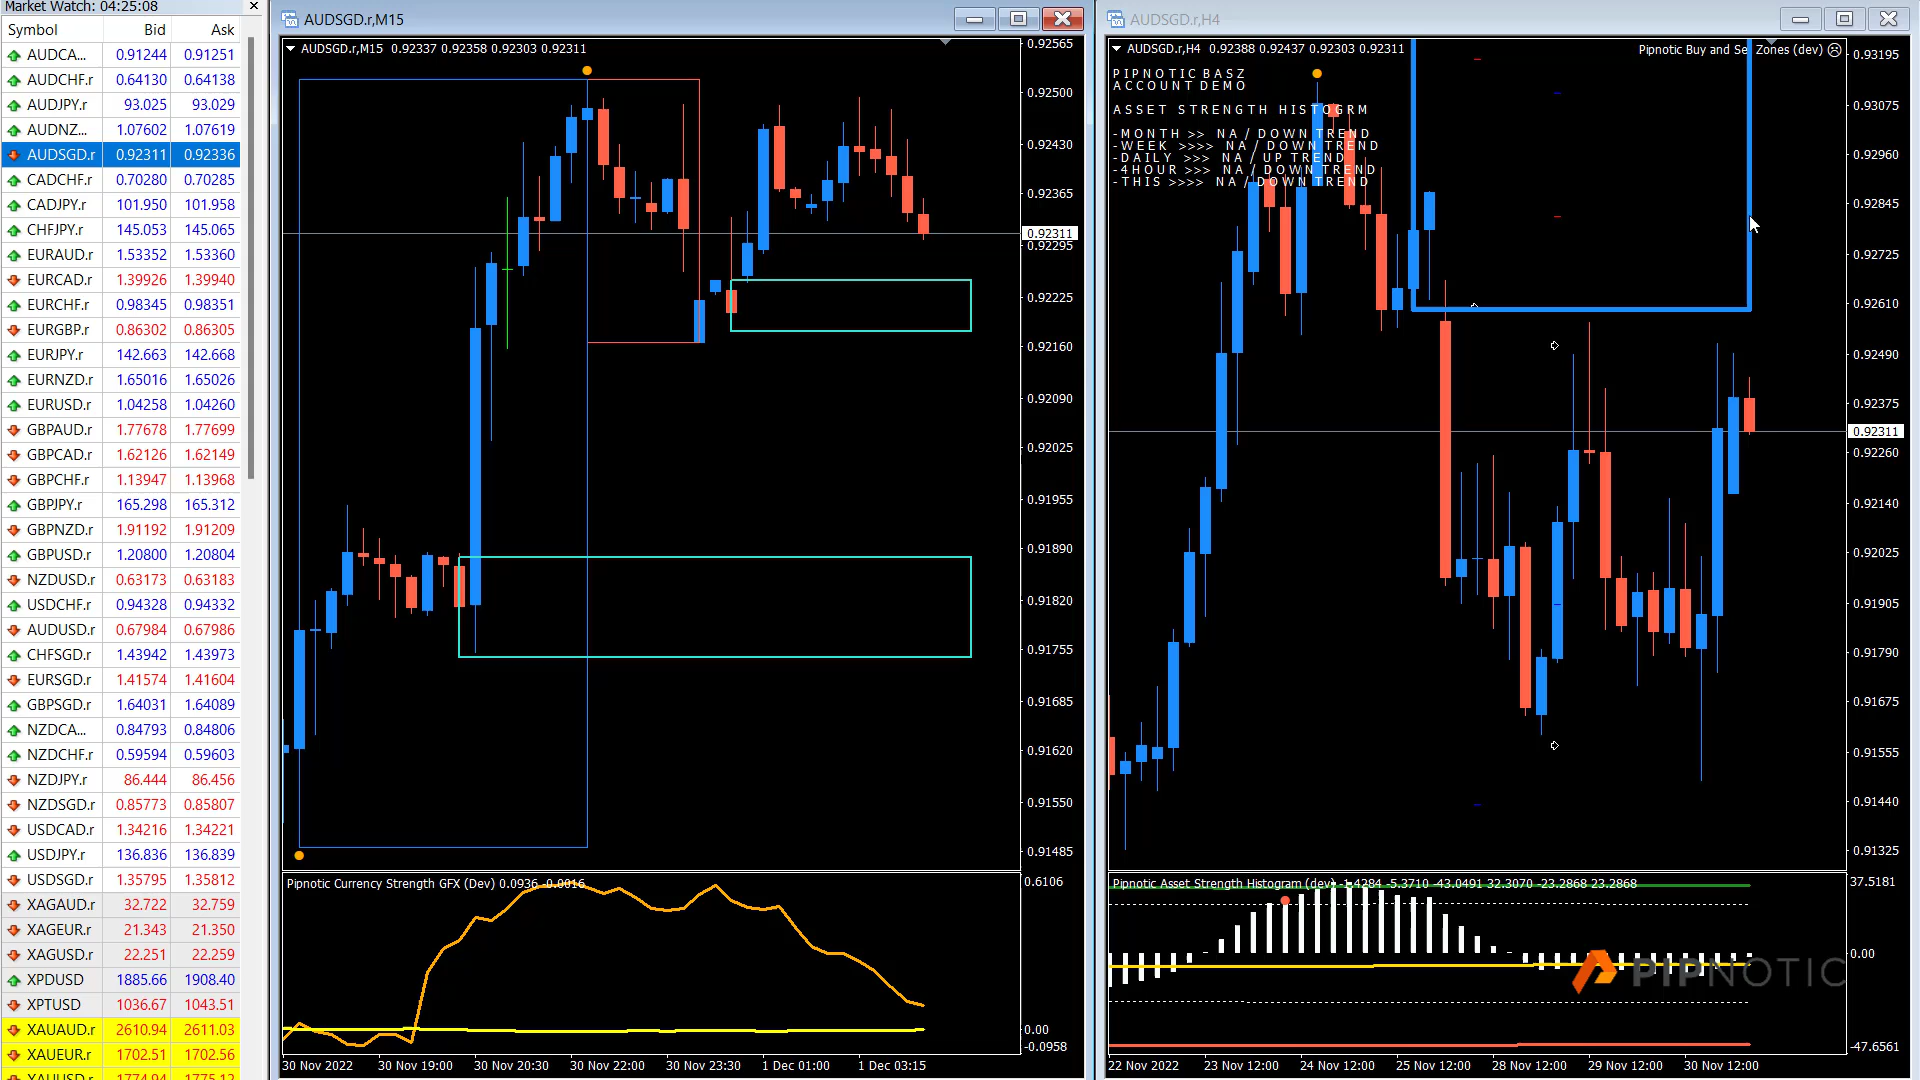 Market Watch: 04:25:08
Symbol Bid Ask
AUDCA... 0.91244 0.91251
AUDCHF.r 0.64130 0.64138
AUDJPY.r 93.025 93.029
AUDNZ... 1.07602 1.07619
AUDSGD.r 0.92311 0.92336
CADCHF.r 0.70280 0.70285
CADJPY.r 101.950 101.958
CHFJPY.r 145.053 145.065
EURAUD.r 1.53352 1.53360
EURCAD.r 1.39926 1.39940
EURCHF.r 0.98345 0.98351
EURGBP.r 0.86302 0.86305
EURJPY.r 142.663 142.668
EURNZD.r 1.65016 1.65026
EURUSD.r 1.04258 1.04260
GBPAUD.r 1.77678 1.77699
GBPCAD.r 1.62126 1.62149
GBPCHF.r 1.13947 1.13968
GBPJPY.r 165.298 165.312
GBPNZD.r 1.91192 1.91209
GBPUSD.r 1.20800 1.20804
NZDUSD.r 0.63173 0.63183
USDCHF.r 0.94328 0.94332
AUDUSD.r 0.67984 0.67986
CHFSGD.r 1.43942 1.43973
EURSGD.r 1.41574 1.41604
GBPSGD.r 1.64031 1.64089
NZDCA... 0.84793 0.84806
NZDCHF.r 0.59594 0.59603
NZDJPY.r 86.444 86.456
NZDSGD.r 0.85773 0.85807
USDCAD.r 1.34216 1.34221
USDJPY.r 136.836 136.839
USDSGD.r 1.35795 1.35812
XAGAUD.r 32.722 32.759
XAGEUR.r 21.343 21.350
XAGUSD.r 22.251 22.259
XPDUSD 1885.66 1908.40
XPTUSD 1036.67 1043.51
XAUAUD.r 2610.94 2611.03
XAUEUR.r 1702.51 1702.56
XAUUSD.r 1774.94 1775.12
AUDSGD.r,M15
AUDSGD.r,M15 0.92337 0.92358 0.92303 0.92311
0.92565
0.92500
0.92430
0.92365
0.92311
0.92295
0.92225
0.92160
0.92090
0.92025
0.91955
0.91890
0.91820
0.91755
0.91685
0.91620
0.91550
0.91485
Pipnotic Currency Strength GFX (Dev) 0.0936 -0.0016
0.6106
0.00
-0.0958
30 Nov 2022 30 Nov 19:00 30 Nov 20:30 30 Nov 22:00 30 Nov 23:30 1 Dec 01:00 1 Dec 03:15
AUDSGD.r,H4
AUDSGD.r,H4 0.92388 0.92437 0.92303 0.92311
Pipnotic Buy and Se Zones (dev)
PIPNOTIC BASZ
ACCOUNT DEMO
ASSET STRENGTH HISTOGRM
-MONTH >> NA / DOWN TREND
-WEEK >>>> NA / DOWN TREND
-DAILY >>> NA / UP TREND
-4HOUR >>> NA / DOWN TREND
-THIS >>>> NA / DOWN TREND
0.93195
0.93075
0.92960
0.92845
0.92725
0.92610
0.92490
0.92375
0.92311
0.92260
0.92140
0.92025
0.91905
0.91790
0.91675
0.91555
0.91440
0.91325
Pipnotic Asset Strength Histogram (dev) -1.4284 -5.3710 -43.0491 32.3070 -23.2868 23.2868
37.5181
0.00
-47.6561
PIPNOTIC
22 Nov 2022 23 Nov 12:00 24 Nov 12:00 25 Nov 12:00 28 Nov 12:00 29 Nov 12:00 30 Nov 12:00